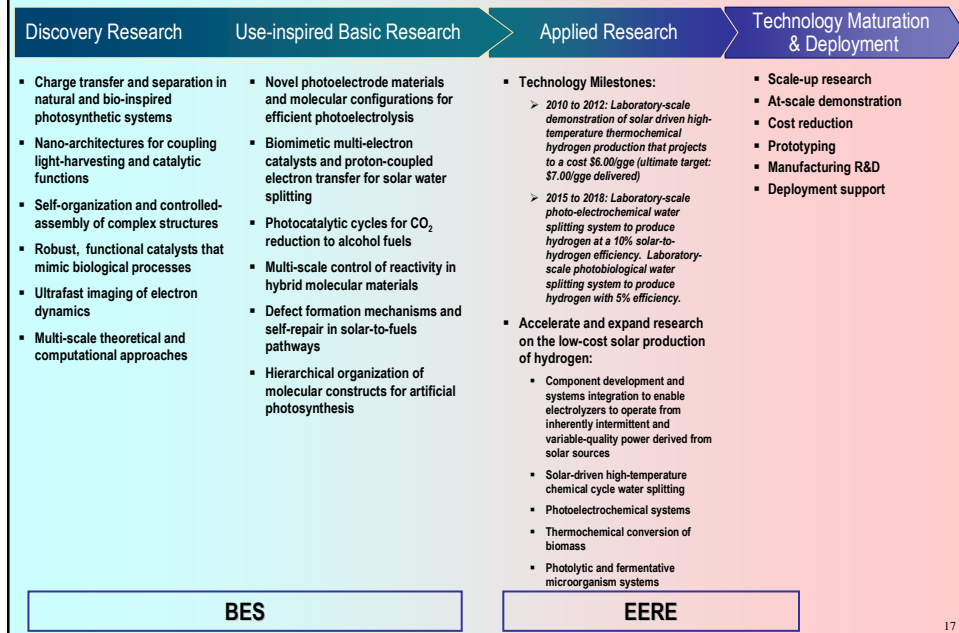 Discovery Research
Use-inspired Basic Research
Applied Research
Technology Maturation
& Deployment
▪ Charge transfer and separation in
natural and bio-inspired
photosynthetic systems
▪ Nano-architectures for coupling
light-harvesting and catalytic
functions
▪ Self-organization and controlled-
assembly of complex structures
▪ Robust, functional catalysts that
mimic biological processes
▪ Ultrafast imaging of electron
dynamics
▪ Multi-scale theoretical and
computational approaches
▪ Novel photoelectrode materials
and molecular configurations for
efficient photoelectrolysis
▪ Biomimetic multi-electron
catalysts and proton-coupled
electron transfer for solar water
splitting
▪ Photocatalytic cycles for CO₂
reduction to alcohol fuels
▪ Multi-scale control of reactivity in
hybrid molecular materials
▪ Defect formation mechanisms and
self-repair in solar-to-fuels
pathways
▪ Hierarchical organization of
molecular constructs for artificial
photosynthesis
▪ Technology Milestones:
➢ 2010 to 2012: Laboratory-scale
demonstration of solar driven high-
temperature thermochemical
hydrogen production that projects
to a cost $6.00/gge (ultimate target:
$7.00/gge delivered)
➢ 2015 to 2018: Laboratory-scale
photo-electrochemical water
splitting system to produce
hydrogen at a 10% solar-to-
hydrogen efficiency. Laboratory-
scale photobiological water
splitting system to produce
hydrogen with 5% efficiency.
▪ Accelerate and expand research
on the low-cost solar production
of hydrogen:
▪ Component development and
systems integration to enable
electrolyzers to operate from
inherently intermittent and
variable-quality power derived from
solar sources
▪ Solar-driven high-temperature
chemical cycle water splitting
▪ Photoelectrochemical systems
▪ Thermochemical conversion of
biomass
▪ Photolytic and fermentative
microorganism systems
▪ Scale-up research
▪ At-scale demonstration
▪ Cost reduction
▪ Prototyping
▪ Manufacturing R&D
▪ Deployment support
BES
EERE
17